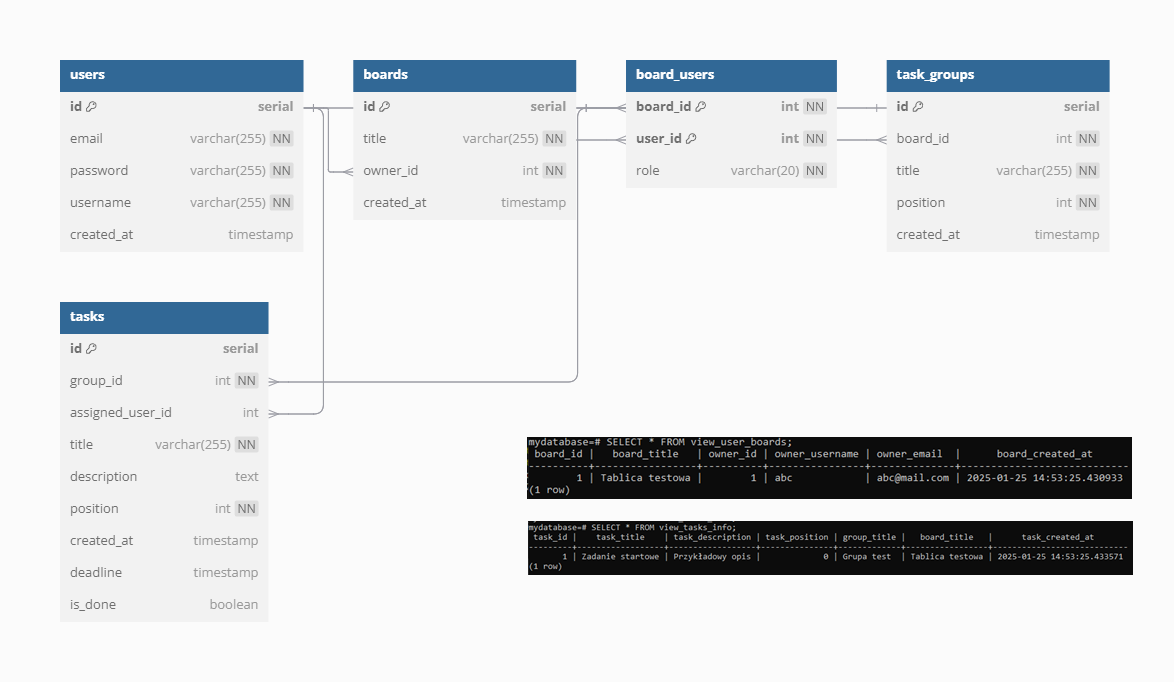 users
id serial
email varchar(255) NN
password varchar(255) NN
username varchar(255) NN
created_at timestamp
boards
id serial
title varchar(255) NN
owner_id int NN
created_at timestamp
board_users
board_id int NN
user_id int NN
role varchar(20) NN
task_groups
id serial
board_id int NN
title varchar(255) NN
position int NN
created_at timestamp
tasks
id serial
group_id int NN
assigned_user_id int
title varchar(255) NN
description text
position int NN
created_at timestamp
deadline timestamp
is_done boolean
mydatabase=# SELECT * FROM view_user_boards;
board_id | board_title | owner_id | owner_username | owner_email | board_created_at
----------+----------------+----------+----------------+--------------+----------------------------
1 | Tablica testowa | 1 | abc | abc@mail.com | 2025-01-25 14:53:25.430933
(1 row)
mydatabase=# SELECT * FROM view_tasks_info;
task_id | task_title | task_description | task_position | group_title | board_title | task_created_at
---------+------------------+------------------+---------------+-------------+-----------------+----------------------------
1 | Zadanie startowe | Przykładowy opis | 0 | Grupa test | Tablica testowa | 2025-01-25 14:53:25.433571
(1 row)